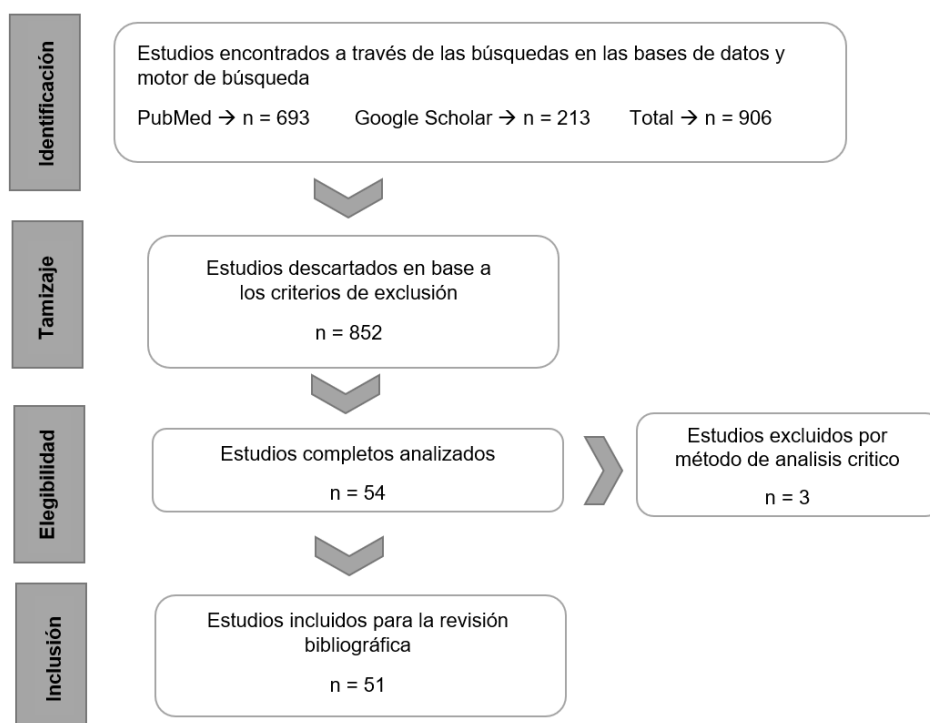 Identificación
Estudios encontrados a través de las búsquedas en las bases de datos y
motor de búsqueda
PubMed → n = 693 Google Scholar → n = 213 Total → n = 906
Tamizaje
Estudios descartados en base a
los criterios de exclusión
n = 852
Elegibilidad
Estudios completos analizados
n = 54
Estudios excluidos por
método de analisis critico
n = 3
Inclusión
Estudios incluidos para la revisión
bibliográfica
n = 51